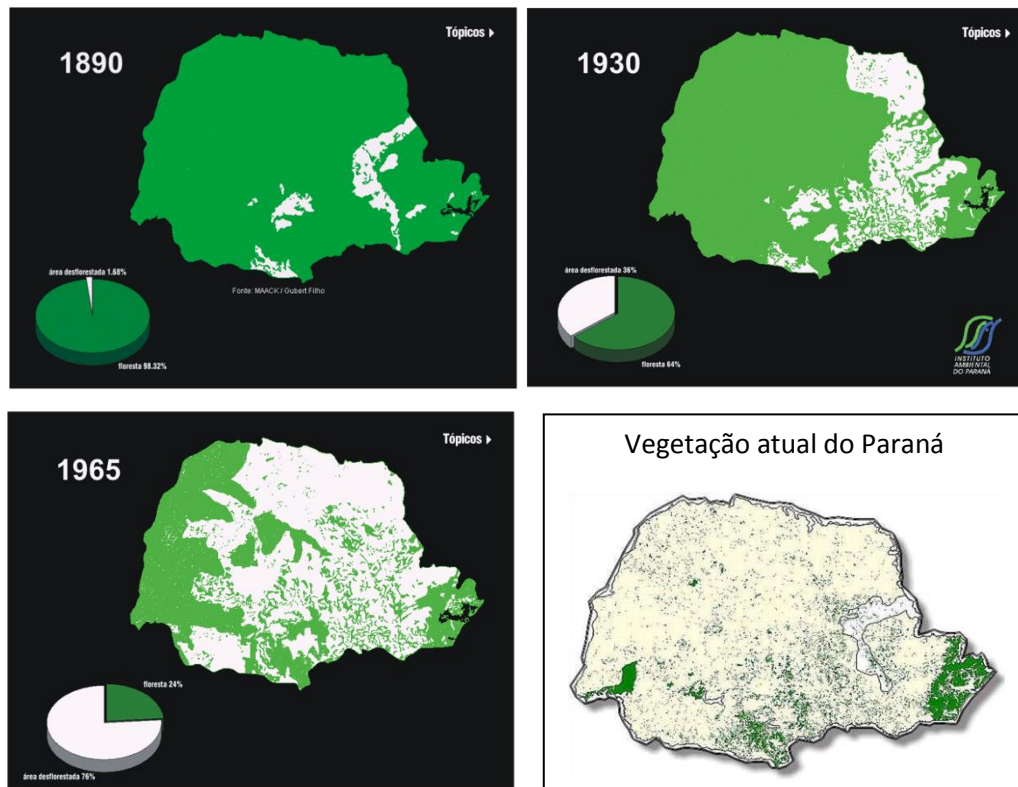 1890
Tópicos
área desflorestada 1.68%
Fonte: MAACK / Gubert Filho
floresta 98.32%
1930
Tópicos
área desflorestada 36%
floresta 64%
INSTITUTO
AMBIENTAL
DO PARANÁ
1965
Tópicos
floresta 24%
área desflorestada 76%
Vegetação atual do Paraná